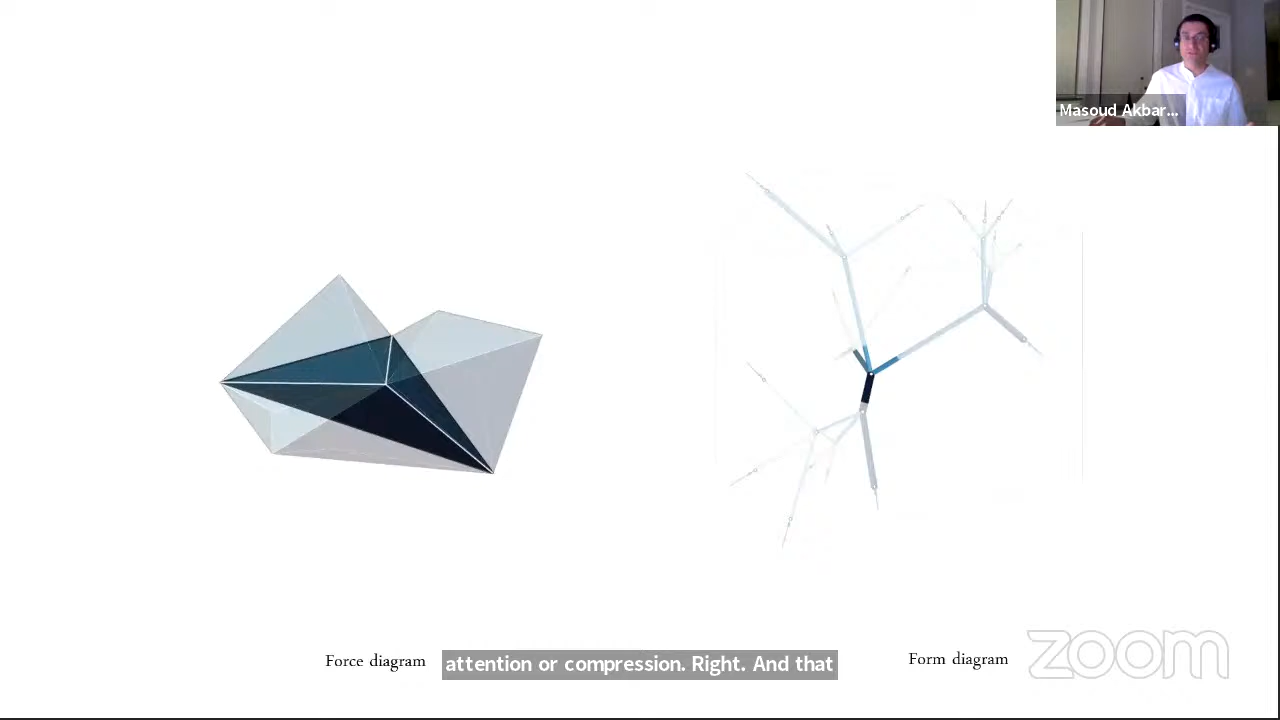 Masoud Akbar...
Force diagram
attention or compression. Right. And that
Form diagram
zoom